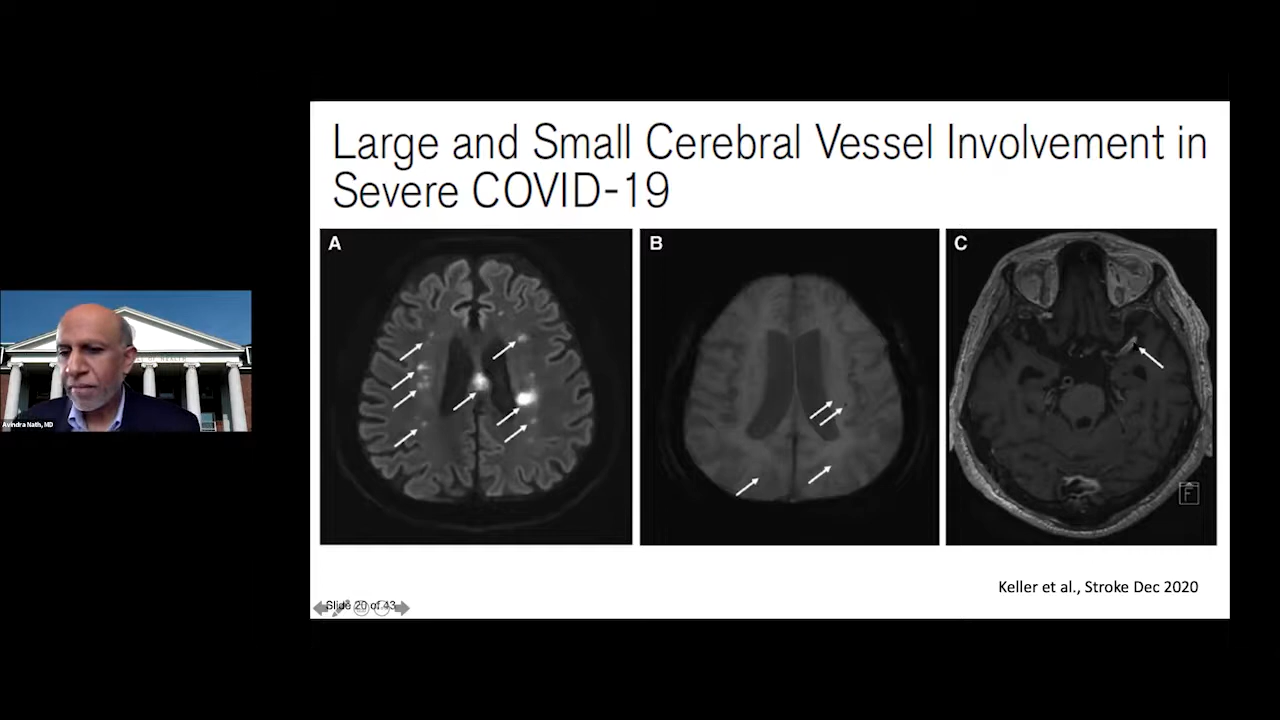 Large and Small Cerebral Vessel Involvement in
Severe COVID-19
A
B
C
F
Keller et al., Stroke Dec 2020
Slide 20 of 43
Avindra Nath, MD